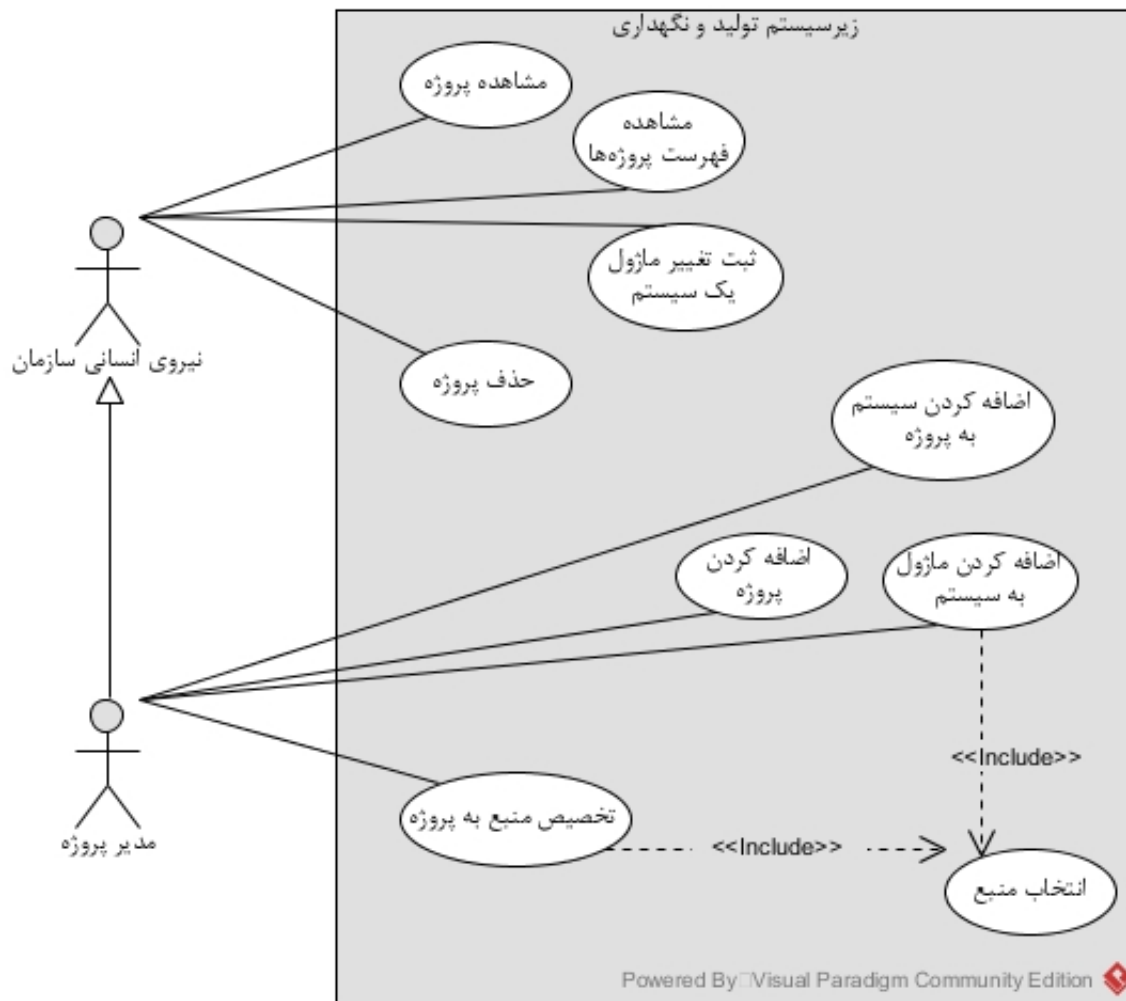 زیرسیستم تولید و نگهداری
مشاهده پروژه
مشاهده
فهرست پروژه‌ها
ثبت تغییر ماژول
یک سیستم
نیروی انسانی سازمان
حذف پروژه
اضافه کردن سیستم
به پروژه
اضافه کردن
پروژه
اضافه کردن ماژول
به سیستم
<<Include>>
تخصیص منبع به پروژه
مدیر پروژه
<<Include>>
انتخاب منبع
Powered By□Visual Paradigm Community Edition